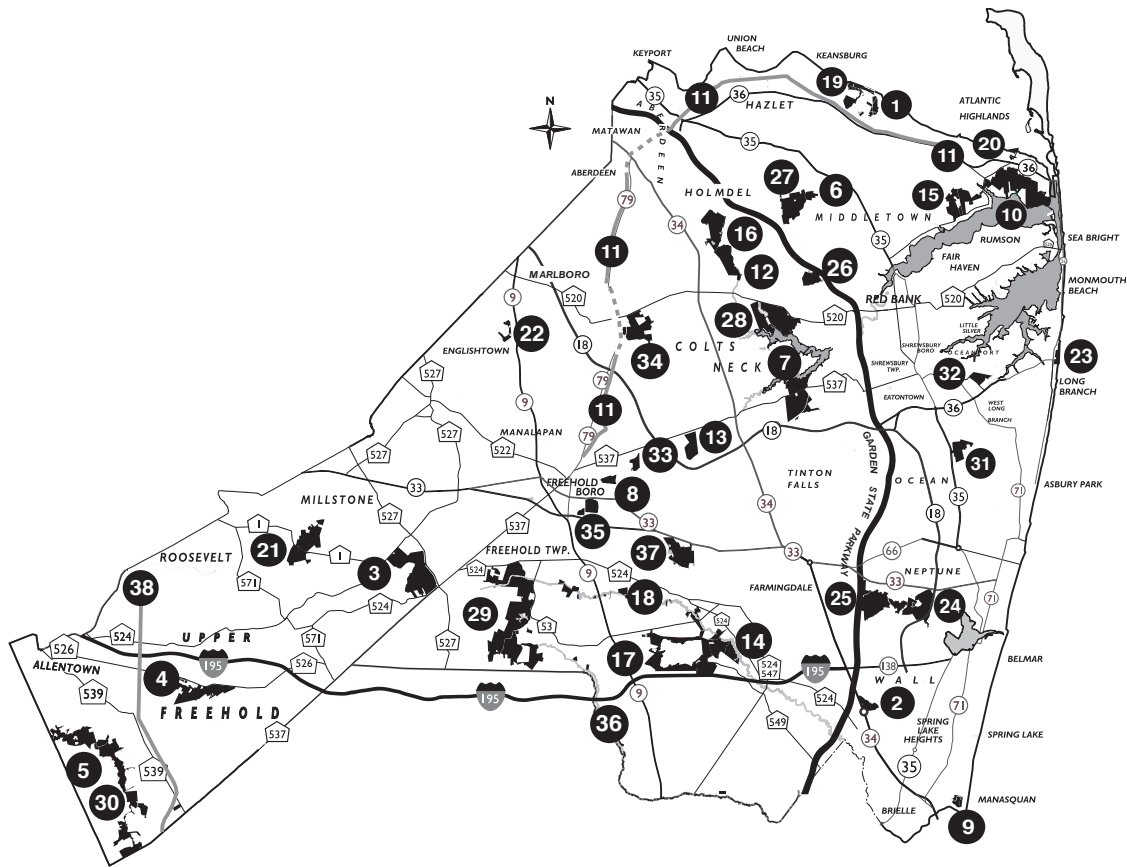 UNION
BEACH
KEYPORT
KEANSBURG
19
1
11
35
36
HAZLET
ABERDEEN
ATLANTIC
HIGHLANDS
N
MATAWAN
35
20
11
36
ABERDEEN
27
6
HOLMDEL
15
79
34
MIDDLETOWN
10
16
35
RUMSON
SEA BRIGHT
11
12
26
FAIR
HAVEN
MARLBORO
MONMOUTH
BEACH
9
520
RED BANK
520
28
520
LITTLE
SILVER
22
18
34
COLTS
NECK
SHREWSBURY
BORO
OCEANPORT
ENGLISHTOWN
7
SHREWSBURY
TWP.
32
23
527
79
537
LONG
BRANCH
9
11
EATONTOWN
36
WEST
LONG
BRANCH
527
MANALAPAN
79
13
18
522
537
33
31
527
FREEHOLD
BORO
8
TINTON
FALLS
GARDEN STATE PARKWAY
OCEAN
33
MILLSTONE
71
ASBURY PARK
35
34
18
527
537
35
33
1
21
ROOSEVELT
1
FREEHOLD TWP.
37
33
66
3
524
9
524
NEPTUNE
38
571
FARMINGDALE
33
524
29
18
25
24
71
524
UPPER
571
527
53
524
14
526
17
BELMAR
ALLENTOWN
195
526
524
547
195
138
4
WALL
539
195
9
524
2
FREEHOLD
36
549
71
537
34
SPRING
LAKE
HEIGHTS
SPRING LAKE
5
539
35
30
MANASQUAN
BRIELLE
9